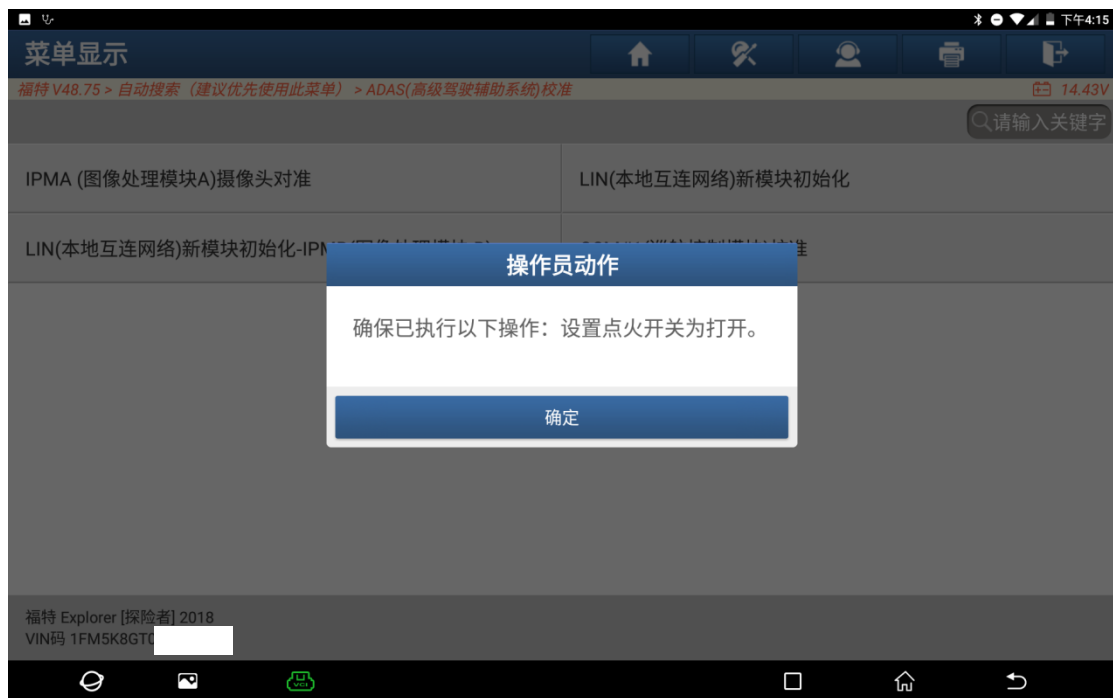 下午4:15
菜单显示
福特 V48.75 > 自动搜索（建议优先使用此菜单） > ADAS(高级驾驶辅助系统)校准
14.43V
请输入关键字
IPMA (图像处理模块A)摄像头对准
LIN(本地互连网络)新模块初始化
LIN(本地互连网络)新模块初始化-IPM
准
操作员动作
确保已执行以下操作：设置点火开关为打开。
确定
福特 Explorer [探险者] 2018
VIN码 1FM5K8GT
VCI